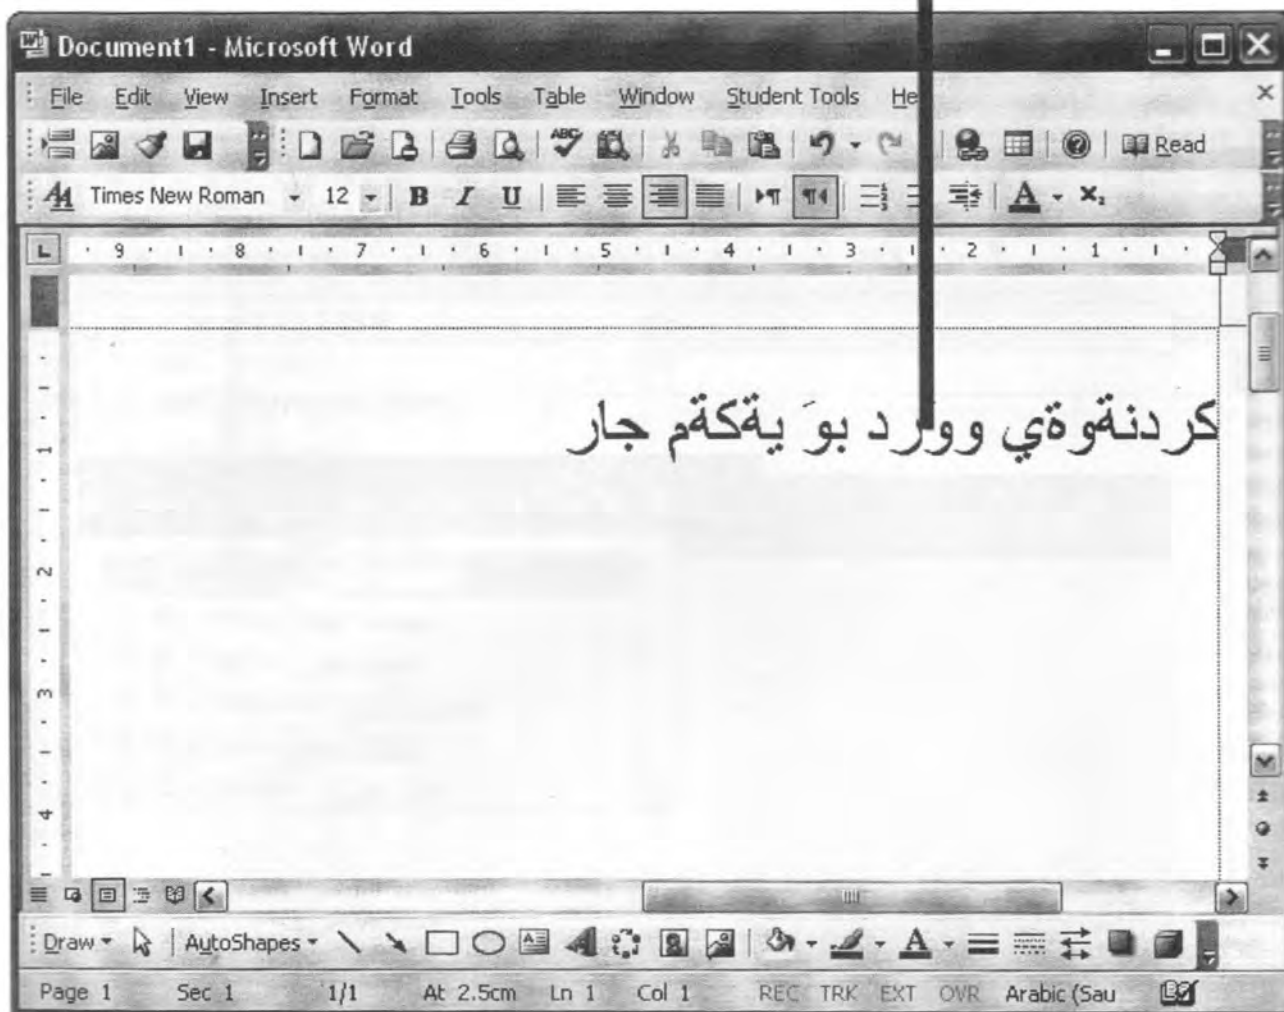 Document1 - Microsoft Word
File Edit View Insert Format Tools Table Window Student Tools He
ABC Read
Times New Roman 12 B I U A x₂
L 9 8 7 6 5 4 3 2 1
كردنةوةي وورد بوَ يةكةم جار
1
2
3
4
Draw AutoShapes A
Page 1 Sec 1 1/1 At 2.5cm Ln 1 Col 1 REC TRK EXT OVR Arabic (Sau